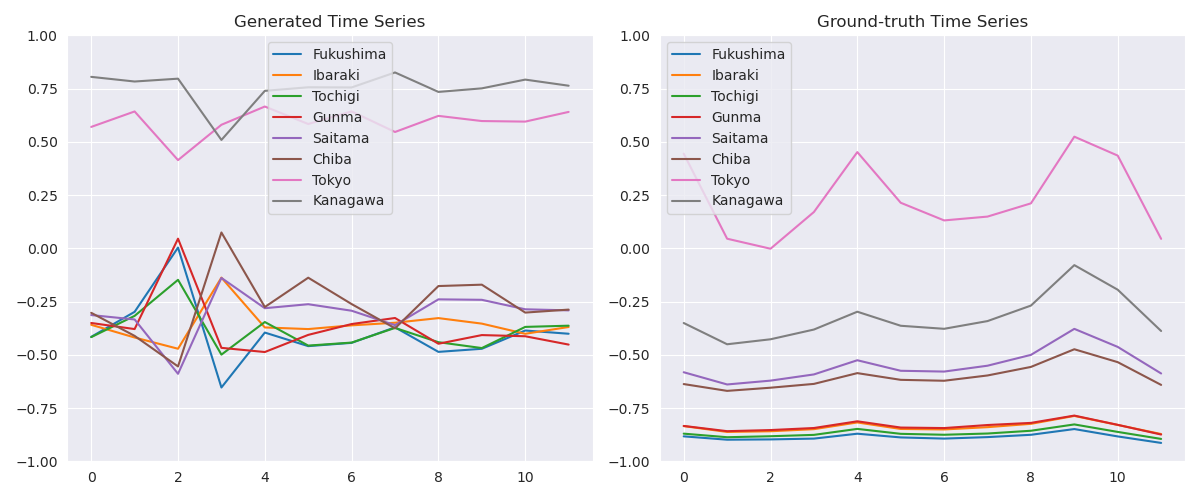 Generated Time Series
1.00
0.75
0.50
0.25
0.00
−0.25
−0.50
−0.75
−1.00
0
2
4
6
8
10
Fukushima
Ibaraki
Tochigi
Gunma
Saitama
Chiba
Tokyo
Kanagawa
Ground-truth Time Series
1.00
0.75
0.50
0.25
0.00
−0.25
−0.50
−0.75
−1.00
0
2
4
6
8
10
Fukushima
Ibaraki
Tochigi
Gunma
Saitama
Chiba
Tokyo
Kanagawa